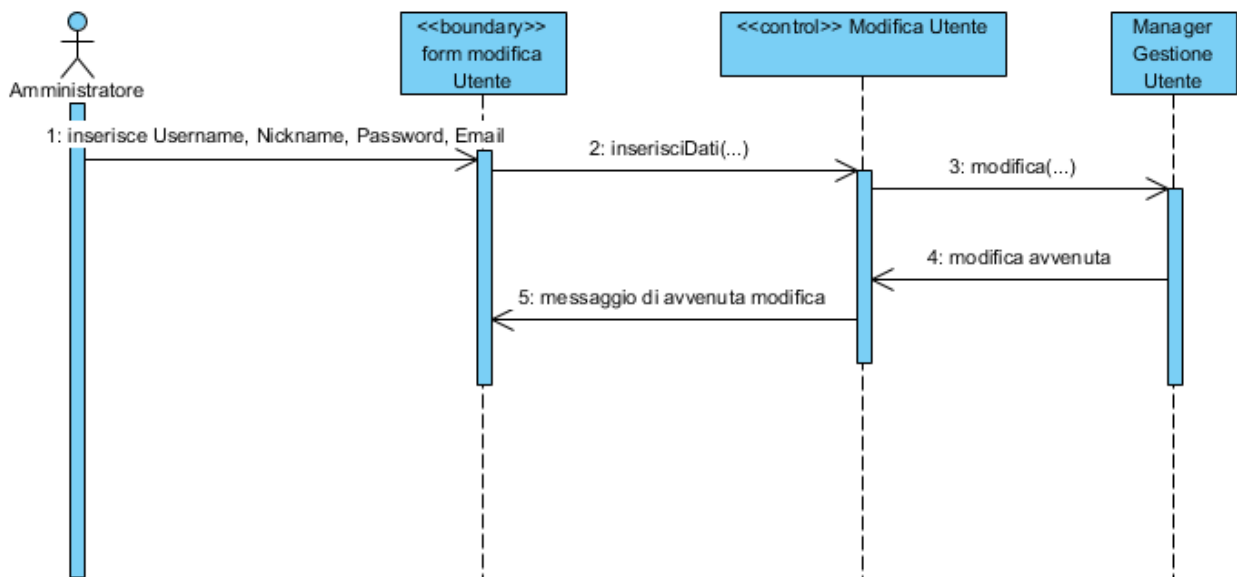 <<boundary>>
form modifica
Utente
<<control>> Modifica Utente
Manager
Gestione
Utente
Amministratore
1: inserisce Username, Nickname, Password, Email
2: inserisciDati(...)
3: modifica(...)
4: modifica avvenuta
5: messaggio di avvenuta modifica